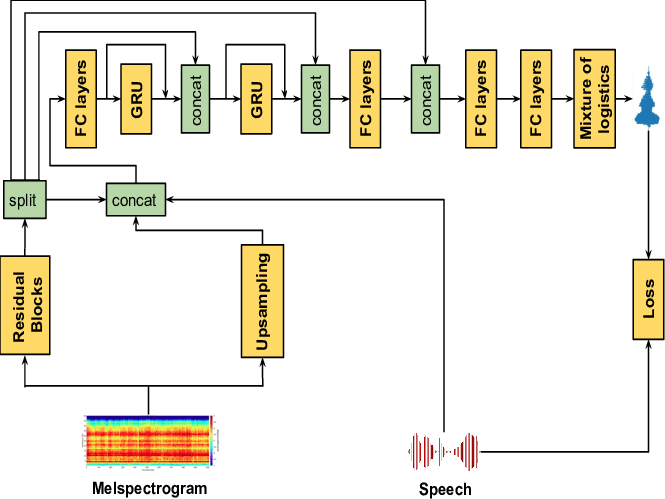 FC layers
GRU
concat
GRU
concat
FC layers
concat
FC layers
FC layers
Mixture of
logistics
split
concat
Residual
Blocks
Upsampling
Loss
Melspectrogram
Speech